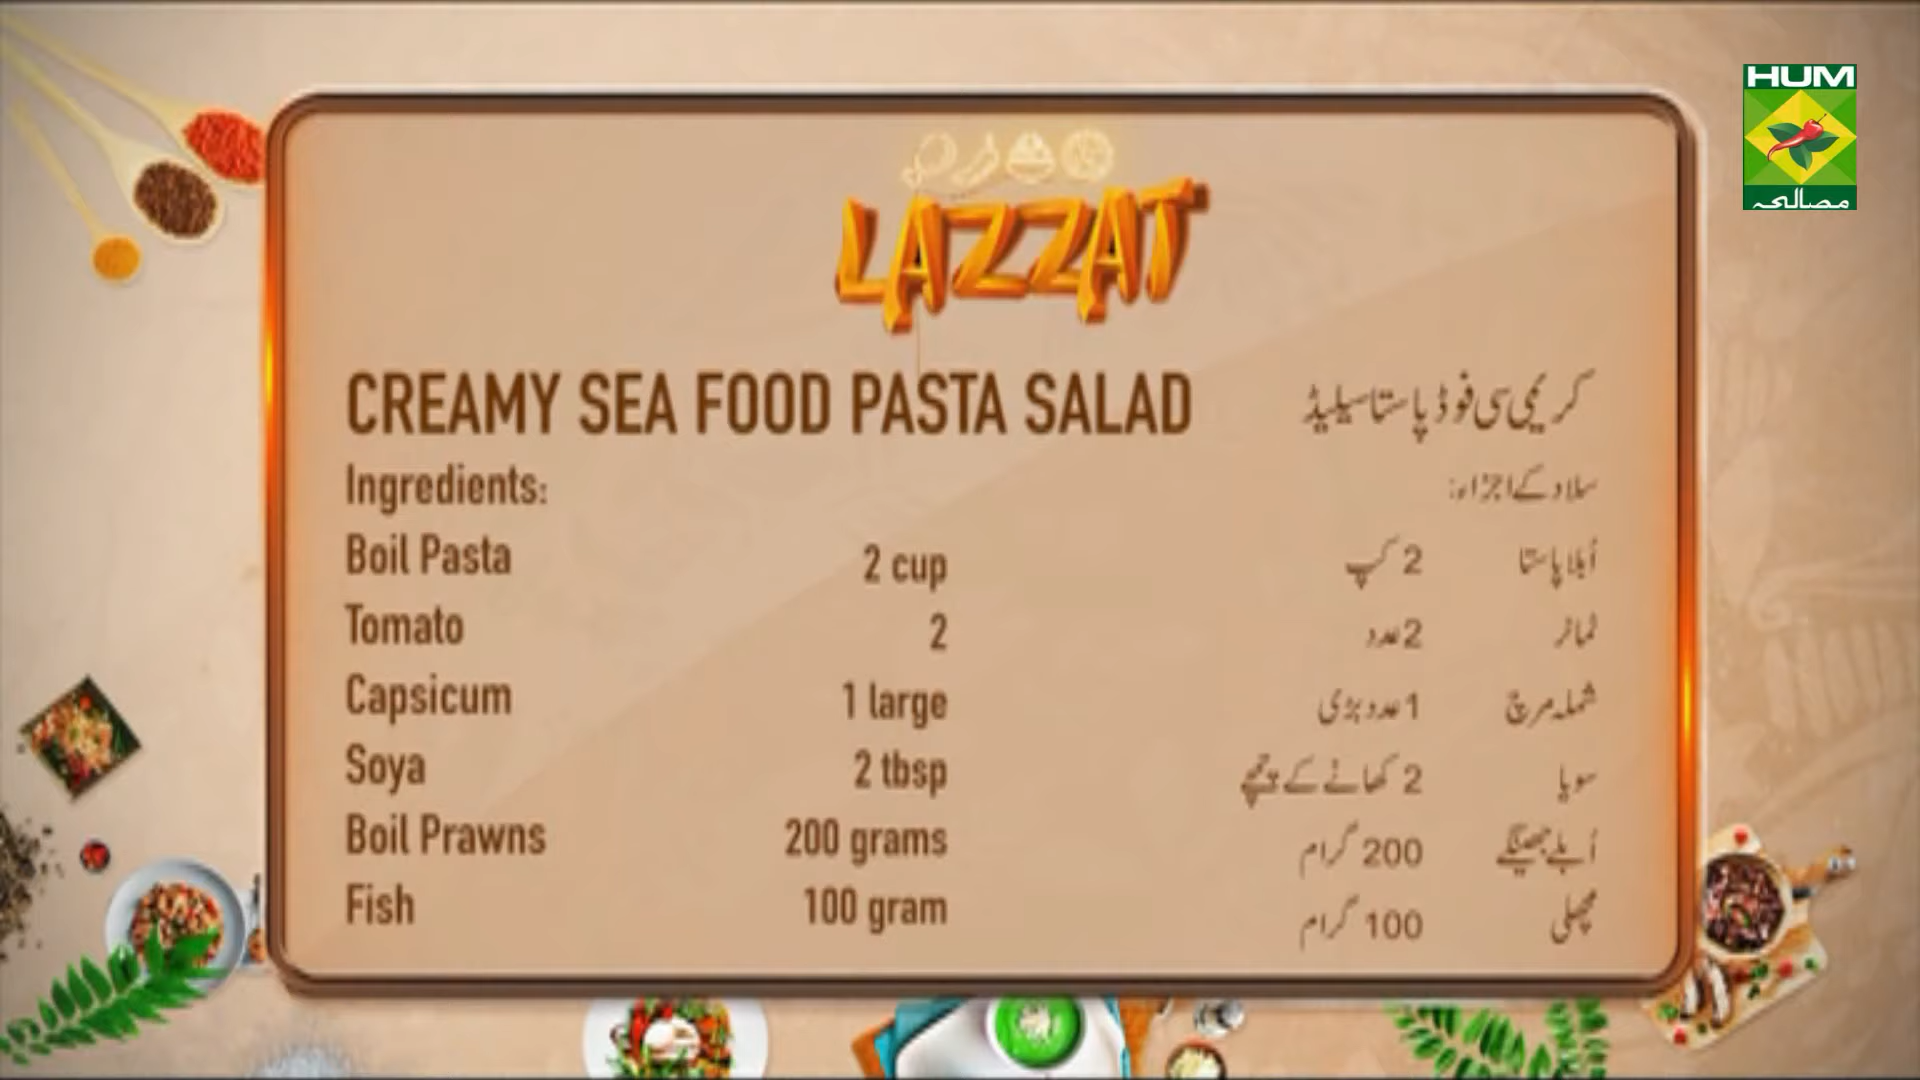 HUM
مصالحہ
LAZZAT
CREAMY SEA FOOD PASTA SALAD کریمی سی فوڈ پاستا سیلیڈ
Ingredients: سلاد کے اجزاء:
Boil Pasta 2 cup اُبلا پاستا 2 کپ
Tomato 2 ٹماٹر 2 عدد
Capsicum 1 large شملہ مرچ 1 عدد بڑی
Soya 2 tbsp سویا 2 کھانے کے چمچے
Boil Prawns 200 grams اُبلے جھینگے 200 گرام
Fish 100 gram مچھلی 100 گرام